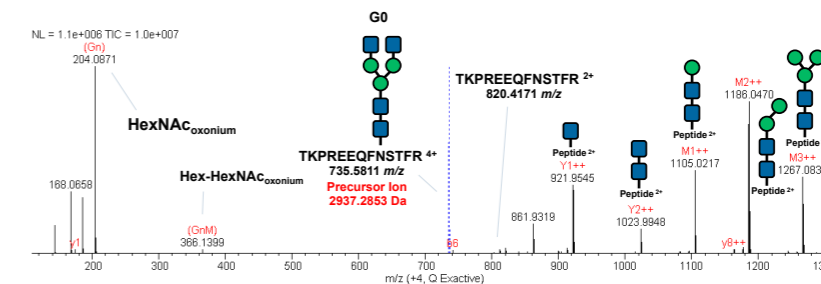 G0
NL = 1.1e+006 TIC = 1.0e+007
(Gn)
204.0871
HexNAcoxonium
168.0658
y1
Hex-HexNAcoxonium
(GnM)
366.1399
TKPREEQFNSTFR 4+
735.5811 m/z
Precursor Ion
2937.2853 Da
TKPREEQFNSTFR 2+
820.4171 m/z
861.9319
Peptide 2+
Y1++
921.9545
Peptide 2+
Y2++
1023.9948
Peptide 2+
M1++
1105.0217
M2++
1186.0470
Peptide 2+
y8++
Peptide
M3++
1267.083
200 300 400 500 600 700 800 900 1000 1100 1200
m/z (+4, Q Exactive)